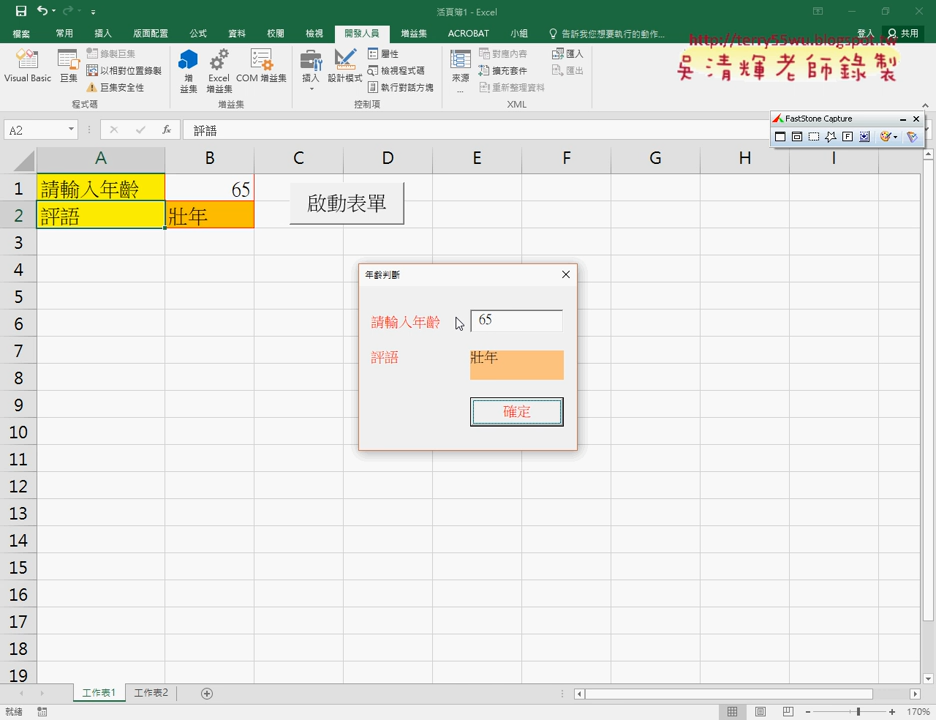 活頁簿1 - Excel
檔案 常用 插入 版面配置 公式 資料 校閱 檢視 開發人員 增益集 ACROBAT 小組 告訴我您想要執行的動作... 登入 共用
http://terry55wu.blogspot.tw
吳清輝老師錄製
Visual Basic 巨集 錄製巨集 以相對位置錄製 巨集安全性 增益集 Excel 增益集 COM 增益集 插入 設計模式 屬性 檢視程式碼 執行對話方塊 來源... 對應內容 擴充套件 重新整理資料 匯入 匯出
程式碼 增益集 控制項 XML
FastStone Capture
A2 fx 評語
A B C D E F G H I
1 請輸入年齡 65
啟動表單
2 評語 壯年
3
4
5
6
7
8
9
10
11
12
13
14
15
16
17
18
19
年齡判斷
請輸入年齡 65
評語 壯年
確定
工作表1 工作表2
就緒 170%